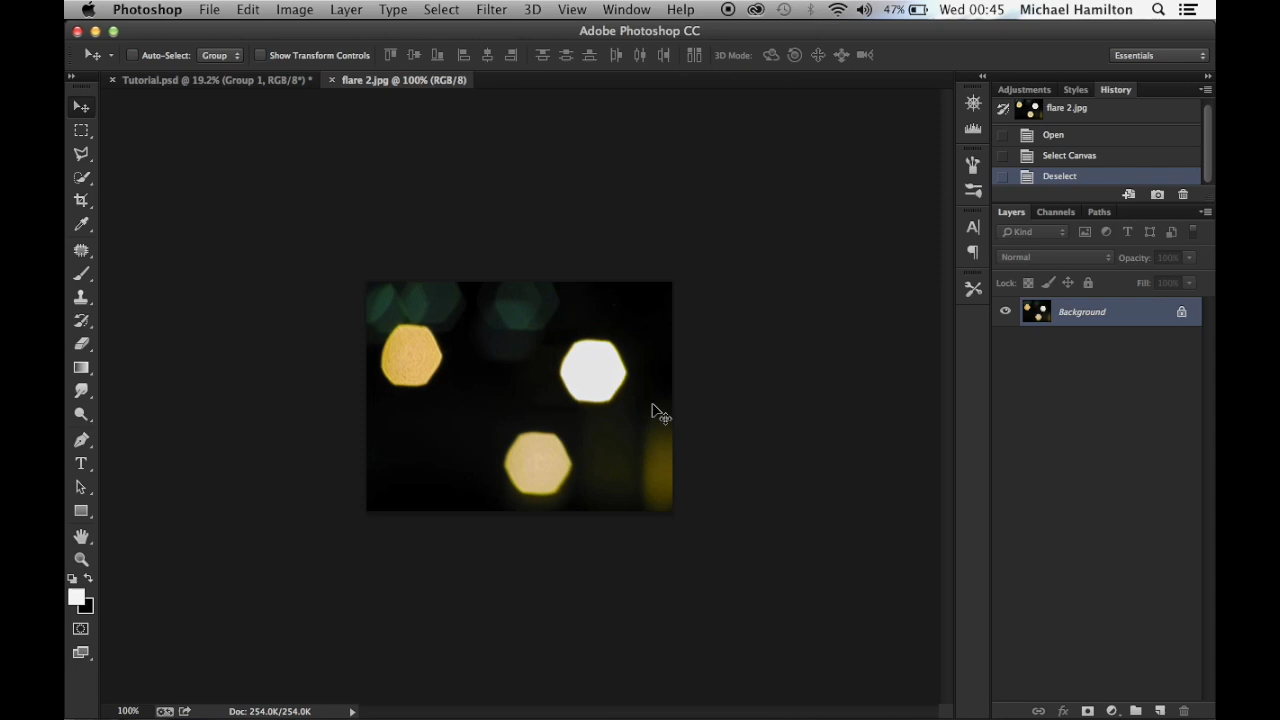 Photoshop File Edit Image Layer Type Select Filter 3D View Window Help 47% Wed 00:45 Michael Hamilton
Adobe Photoshop CC
Auto-Select: Group Show Transform Controls 3D Mode: Essentials
Tutorial.psd @ 19.2% (Group 1, RGB/8*) * flare 2.jpg @ 100% (RGB/8)
Adjustments Styles History
flare 2.jpg
Open
Select Canvas
Deselect
Layers Channels Paths
Kind
Normal Opacity: 100%
Lock: Fill: 100%
Background
100% Doc: 254.0K/254.0K